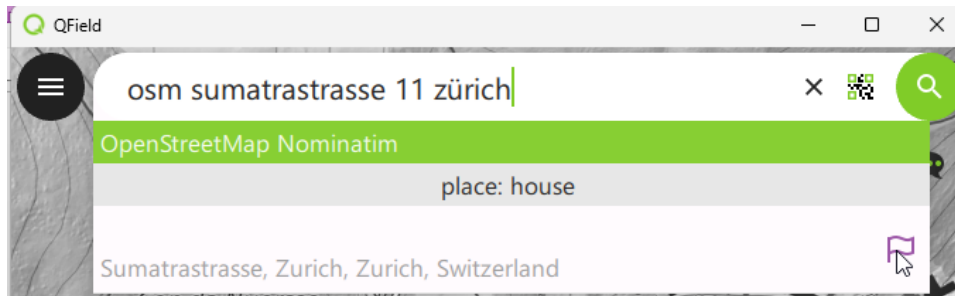 QField
osm sumatrastrasse 11 zürich
OpenStreetMap Nominatim
place: house
Sumatrastrasse, Zurich, Zurich, Switzerland